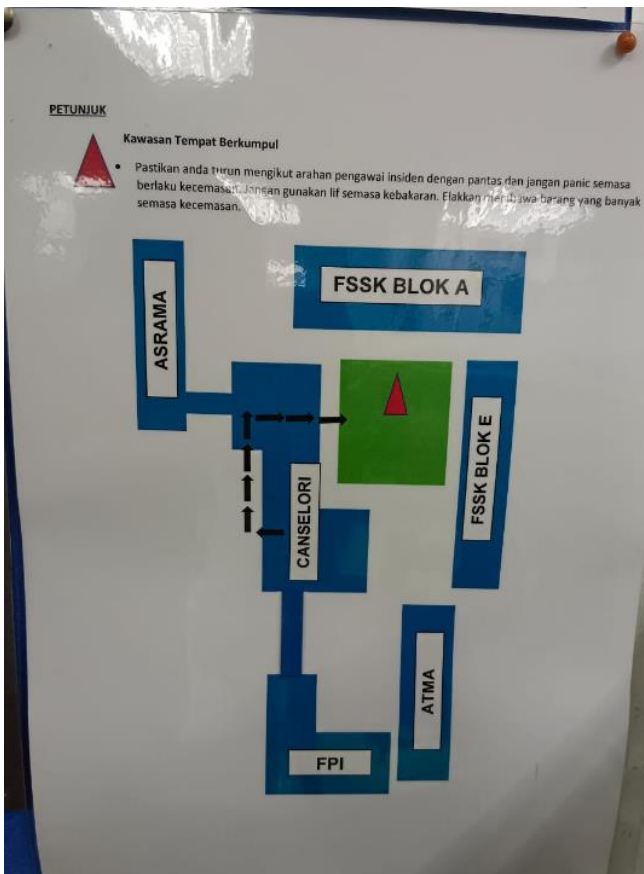 PETUNJUK
Kawasan Tempat Berkumpul
• Pastikan anda turun mengikut arahan pengawai insiden dengan pantas dan jangan panic semasa
berlaku kecemasan. Jangan gunakan lif semasa kebakaran. Elakkan membawa barang yang banyak
semasa kecemasan.
FSSK BLOK A
ASRAMA
FSSK BLOK E
CANSELORI
ATMA
FPI